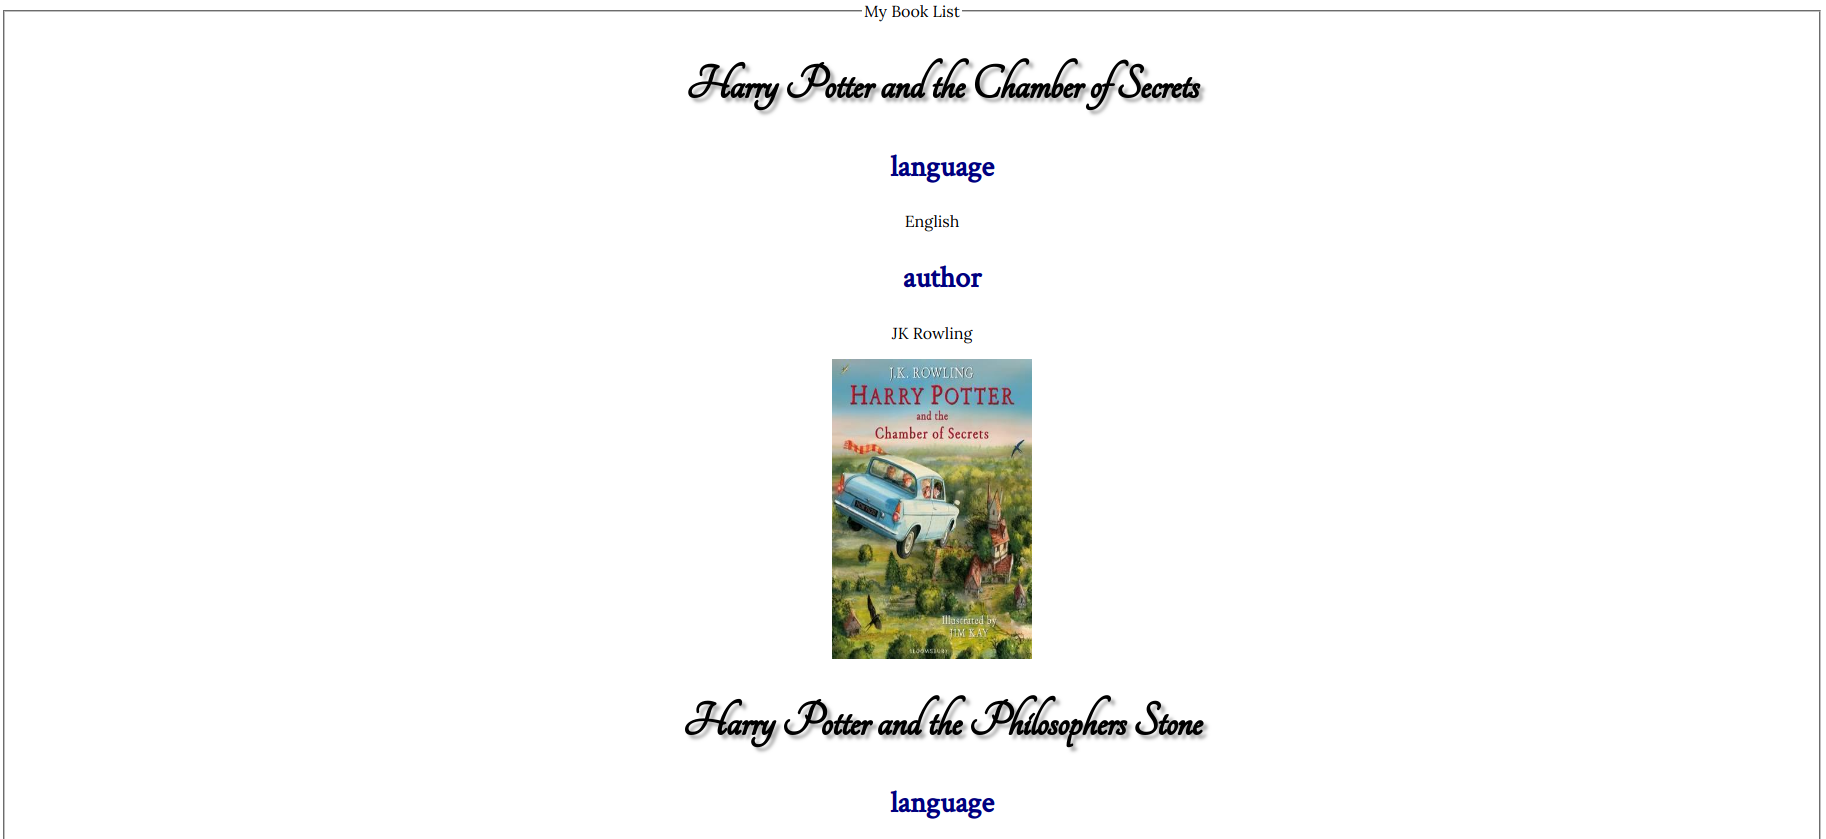 My Book List
Harry Potter and the Chamber of Secrets
language
English
author
JK Rowling
J.K. ROWLING
HARRY POTTER
and the
Chamber of Secrets
Illustrated by
JIM KAY
BLOOMSBURY
Harry Potter and the Philosophers Stone
language